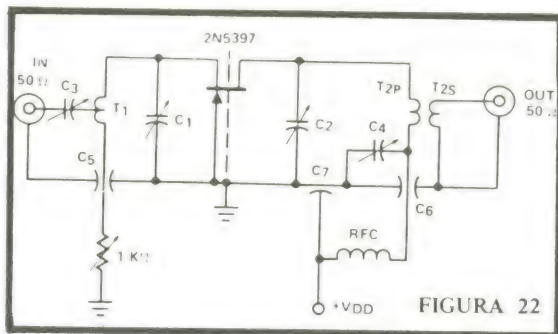 2N5397
IN
50 Ω
C3
T1
C1
C2
T2P
T2S
OUT
50 Ω
C4
C5
C7
C6
1 KΩ
RFC
+VDD
FIGURA 22